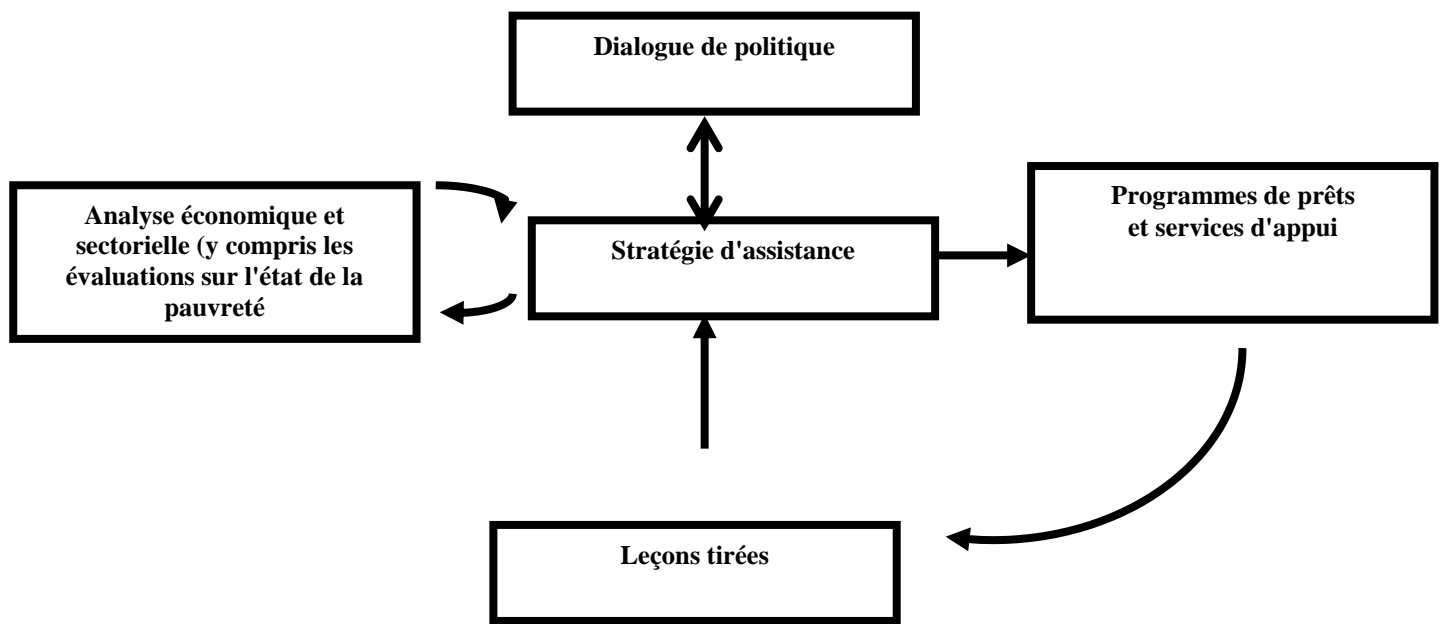 Dialogue de politique
Analyse économique et
sectorielle (y compris les
évaluations sur l'état de la
pauvreté
Stratégie d'assistance
Programmes de prêts
et services d'appui
Leçons tirées